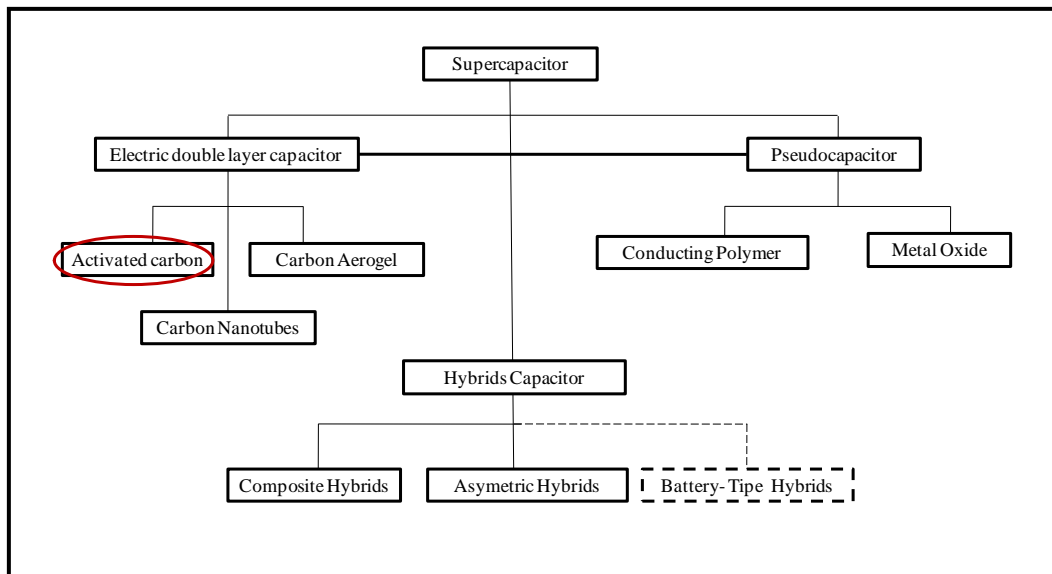 Supercapacitor
Electric double layer capacitor
Pseudocapacitor
Activated carbon
Carbon Aerogel
Conducting Polymer
Metal Oxide
Carbon Nanotubes
Hybrids Capacitor
Composite Hybrids
Asymetric Hybrids
Battery- Tipe Hybrids